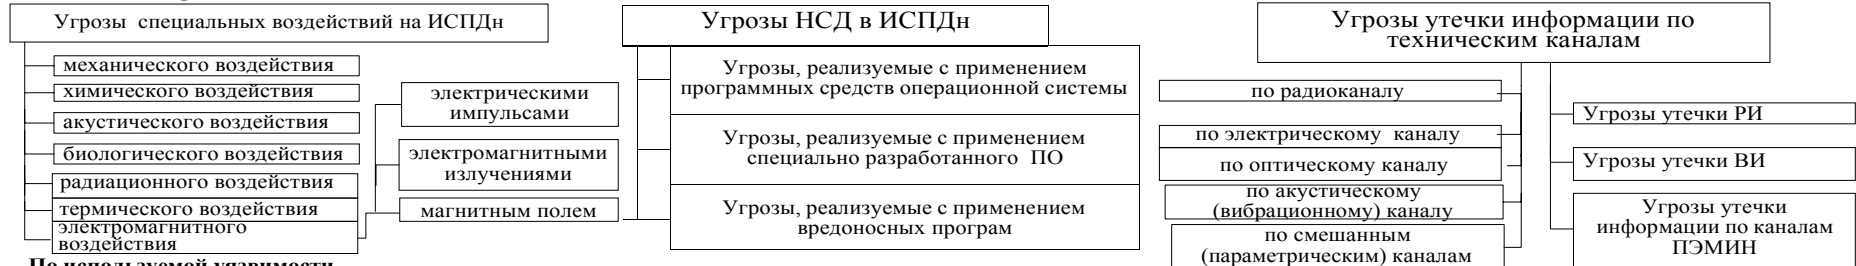 Угрозы специальных воздействий на ИСПДн
механического воздействия
химического воздействия
акустического воздействия
биологического воздействия
радиационного воздействия
термического воздействия
электромагнитного
воздействия
электрическими
импульсами
электромагнитными
излучениями
магнитным полем
Угрозы НСД в ИСПДн
Угрозы, реализуемые с применением
программных средств операционной системы
Угрозы, реализуемые с применением
специально разработанного ПО
Угрозы, реализуемые с применением
вредоносных програм
Угрозы утечки информации по
техническим каналам
по радиоканалу
по электрическому каналу
по оптическому каналу
по акустическому
(вибрационному) каналу
по смешанным
(параметрическим) каналам
Угрозы утечки РИ
Угрозы утечки ВИ
Угрозы утечки
информации по каналам
ПЭМИН
По используемой уязвимости